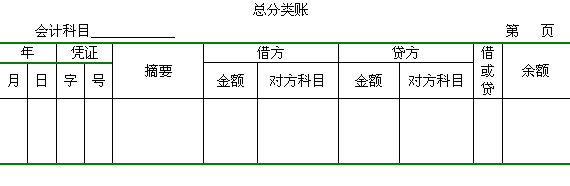 总分类账
会计科目 第 页
年 凭证 摘要 借方 贷方 借或贷 余额
月 日 字 号 金额 对方科目 金额 对方科目